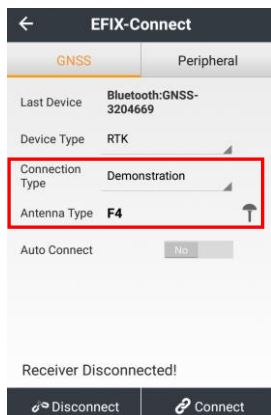 EFIX-Connect
GNSS Peripheral
Last Device Bluetooth:GNSS-
3204669
Device Type RTK
Connection
Type Demonstration
Antenna Type F4
Auto Connect No
Receiver Disconnected!
Disconnect Connect